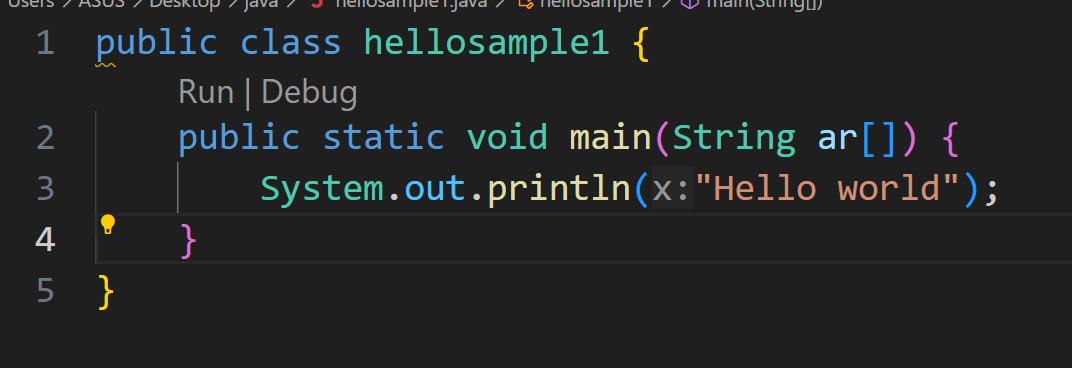 Users > ASUS > Desktop > java > hellosample1.java > hellosample1 > main(String[])
1 public class hellosample1 {
Run | Debug
2 public static void main(String ar[]) {
3 System.out.println(x:"Hello world");
4 }
5 }